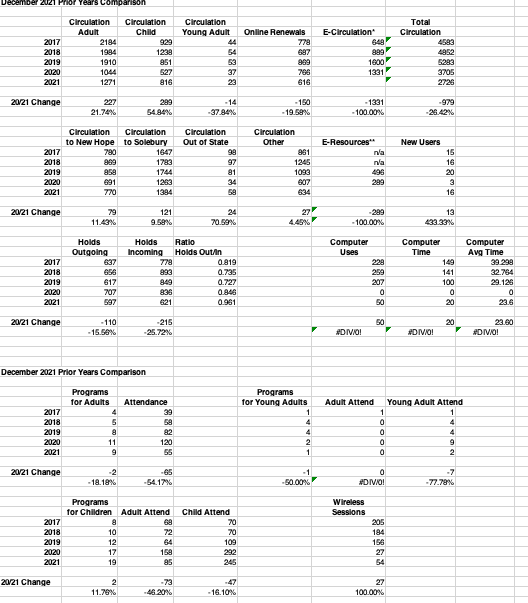 December 2021 Prior Years Comparison
Circulation Circulation Circulation Total
Adult Child Young Adult Online Renewals E-Circulation* Circulation
2017 2184 929 44 778 648 4583
2018 1984 1238 54 687 889 4852
2019 1910 851 53 869 1600 5283
2020 1044 527 37 766 1331 3705
2021 1271 816 23 616 2726
20/21 Change 227 289 -14 -150 -1331 -979
21.74% 54.84% -37.84% -19.58% -100.00% -26.42%
Circulation Circulation Circulation Circulation
to New Hope to Solebury Out of State Other E-Resources** New Users
2017 780 1647 98 861 n/a 15
2018 869 1783 97 1245 n/a 16
2019 858 1744 81 1093 496 20
2020 691 1263 34 607 289 3
2021 770 1384 58 634 16
20/21 Change 79 121 24 27 -289 13
11.43% 9.58% 70.59% 4.45% -100.00% 433.33%
Holds Holds Ratio Computer Computer Computer
Outgoing Incoming Holds Out/In Uses Time Avg Time
2017 637 778 0.819 228 149 39.298
2018 656 893 0.735 259 141 32.764
2019 617 849 0.727 207 100 29.126
2020 707 836 0.846 0 0 0
2021 597 621 0.961 50 20 23.6
20/21 Change -110 -215 50 20 23.60
-15.56% -25.72% #DIV/0! #DIV/0! #DIV/0!
December 2021 Prior Years Comparison
Programs Programs
for Adults Attendance for Young Adults Adult Attend Young Adult Attend
2017 4 39 1 1 1
2018 5 58 4 0 4
2019 8 82 4 0 4
2020 11 120 2 0 9
2021 9 55 1 0 2
20/21 Change -2 -65 -1 0 -7
-18.18% -54.17% -50.00% #DIV/0! -77.78%
Programs Wireless
for Children Adult Attend Child Attend Sessions
2017 8 68 70 205
2018 10 72 70 184
2019 12 64 109 156
2020 17 158 292 27
2021 19 85 245 54
20/21 Change 2 -73 -47 27
11.76% -46.20% -16.10% 100.00%